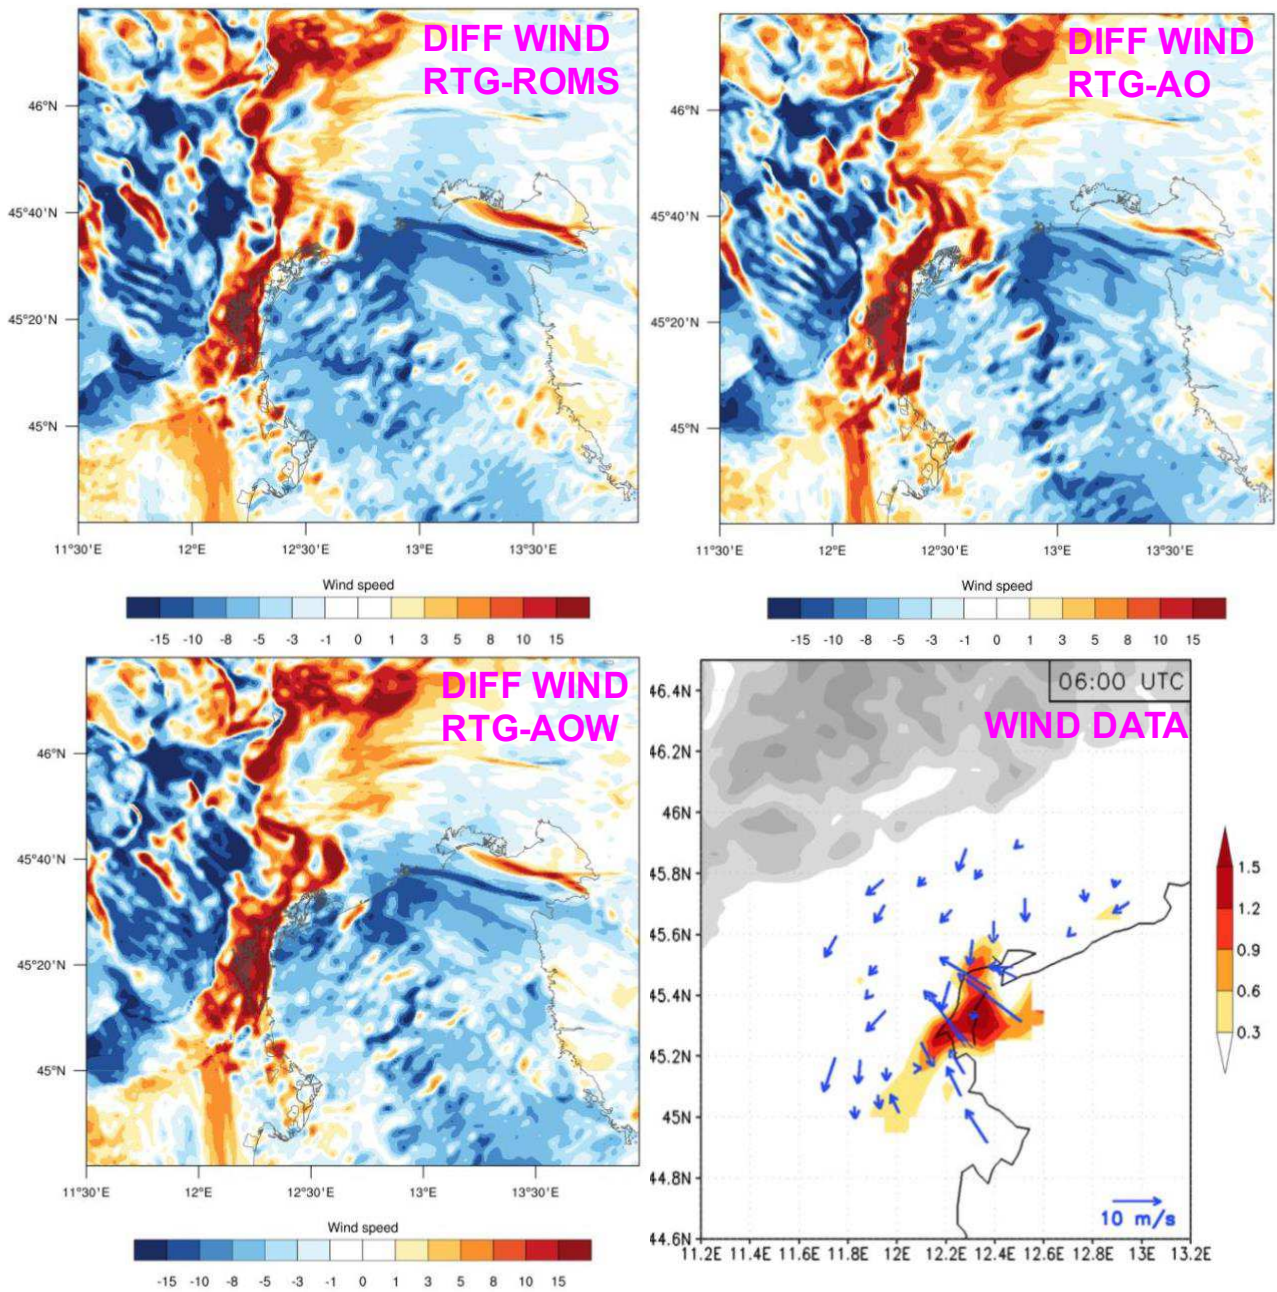 DIFF WIND
RTG-ROMS
46°N
45°40'N
45°20'N
45°N
11°30'E 12°E 12°30'E 13°E 13°30'E
Wind speed
-15 -10 -8 -5 -3 -1 0 1 3 5 8 10 15
DIFF WIND
RTG-AO
46°N
45°40'N
45°20'N
45°N
11°30'E 12°E 12°30'E 13°E 13°30'E
Wind speed
-15 -10 -8 -5 -3 -1 0 1 3 5 8 10 15
DIFF WIND
RTG-AOW
46°N
45°40'N
45°20'N
45°N
11°30'E 12°E 12°30'E 13°E 13°30'E
Wind speed
-15 -10 -8 -5 -3 -1 0 1 3 5 8 10 15
06:00 UTC
WIND DATA
46.4N
46.2N
46N
45.8N
45.6N
45.4N
45.2N
45N
44.8N
44.6N
11.2E 11.4E 11.6E 11.8E 12E 12.2E 12.4E 12.6E 12.8E 13E 13.2E
10 m/s
1.5
1.2
0.9
0.6
0.3